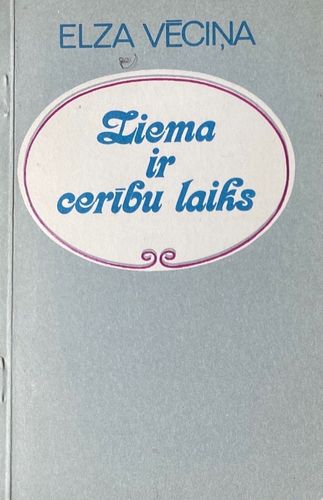 ELZA VĒCIŅA
Ziema
ir
cerību laiks